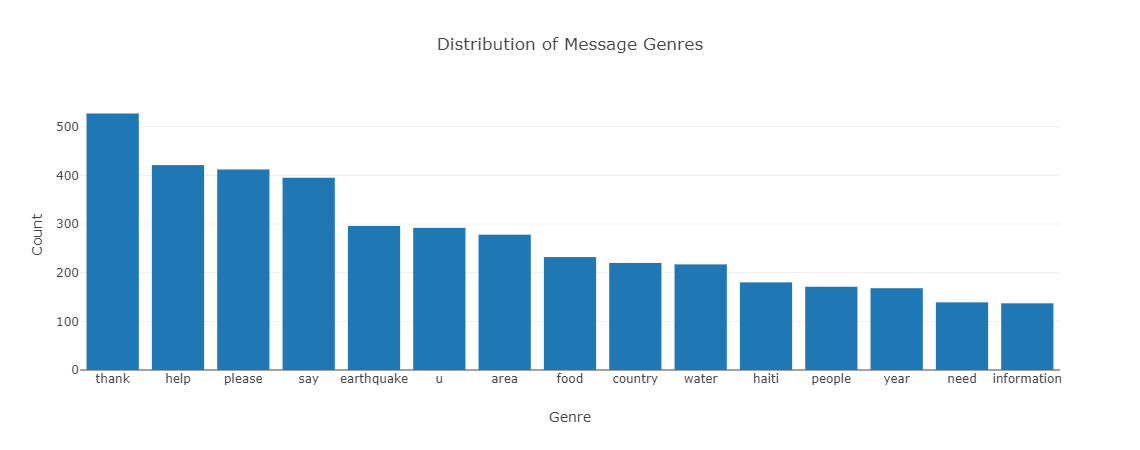 Distribution of Message Genres
Count
500
400
300
200
100
0
thank help please say earthquake u area food country water haiti people year need information
Genre